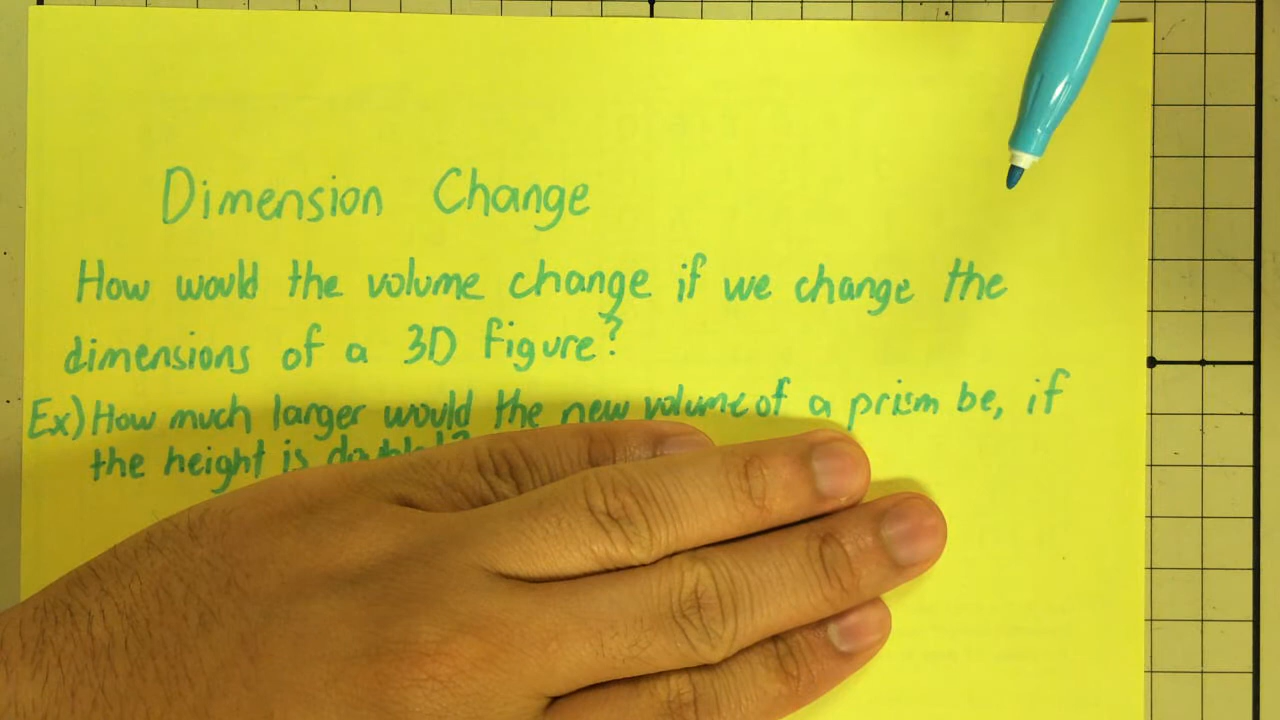 Dimension Change
How would the volume change if we change the
dimensions of a 3D figure?
Ex) How much larger would the new volume of a prism be, if
the height is doubled?